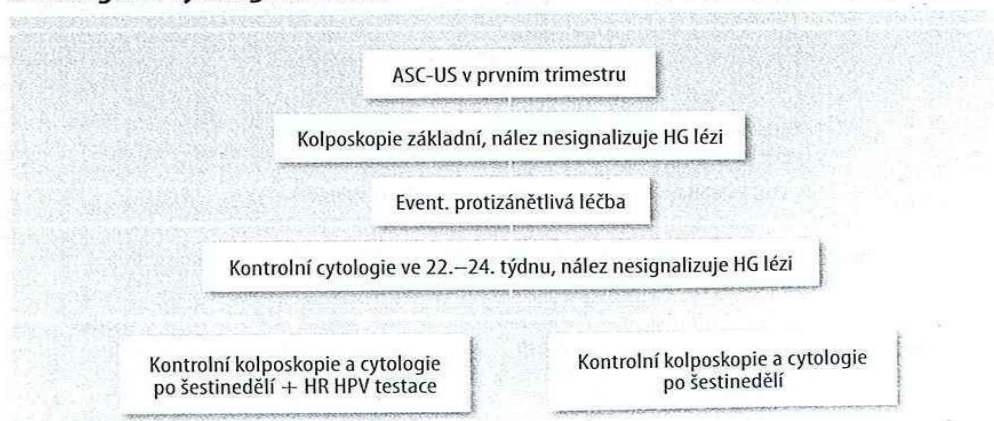 ASC-US v prvním trimestru
Kolposkopie základní, nález nesignalizuje HG lézi
Event. protizánětlivá léčba
Kontrolní cytologie ve 22.–24. týdnu, nález nesignalizuje HG lézi
Kontrolní kolposkopie a cytologie
po šestinedělí + HR HPV testace
Kontrolní kolposkopie a cytologie
po šestinedělí